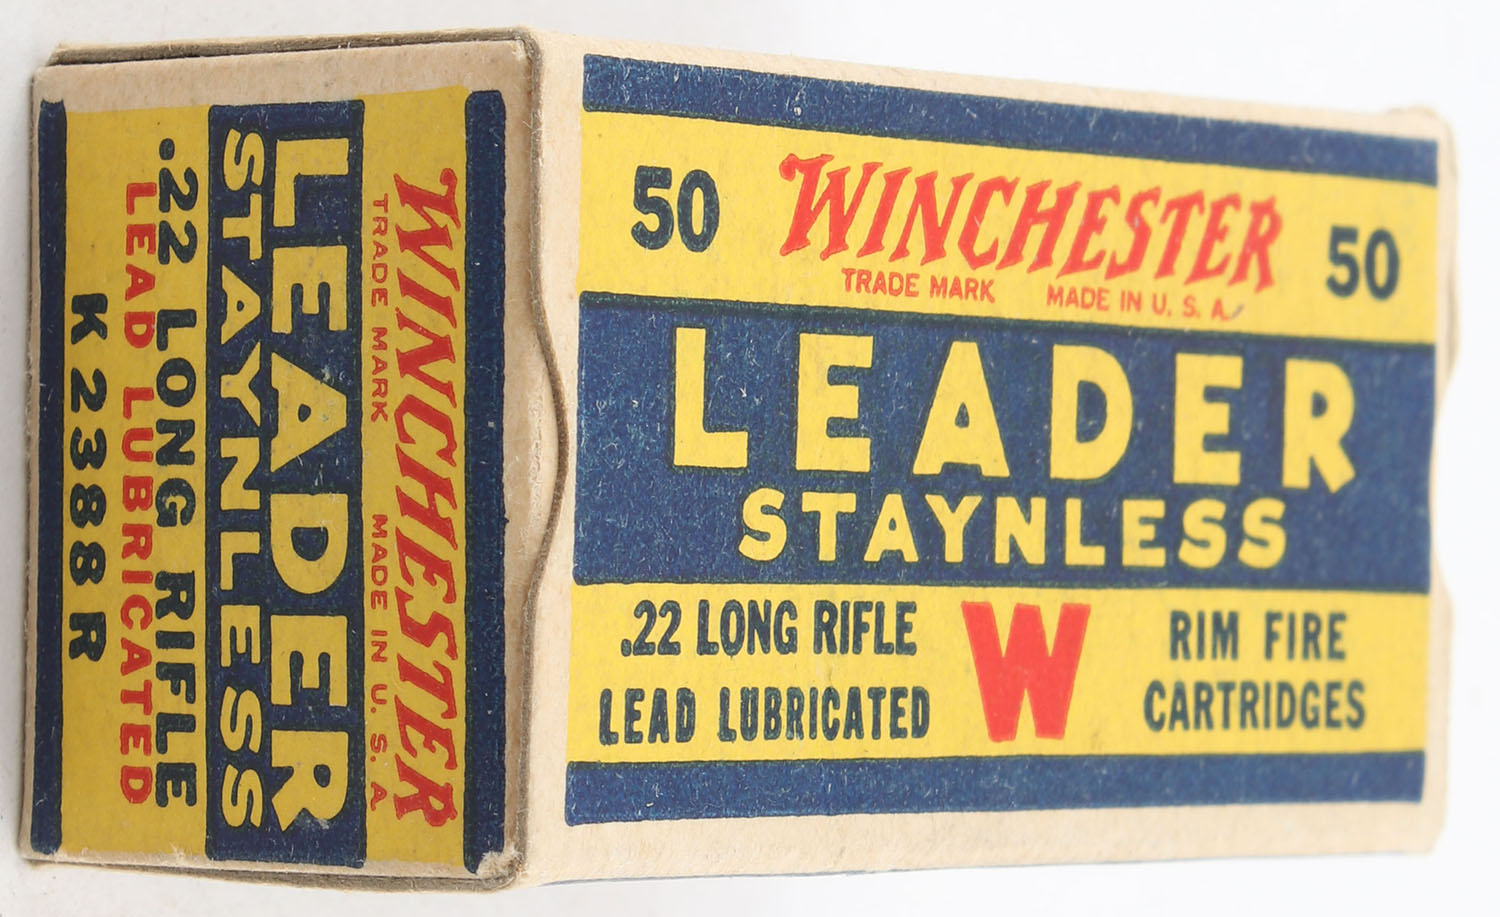 50 WINCHESTER 50
TRADE MARK MADE IN U. S. A.
LEADER
STAYNLESS
.22 LONG RIFLE W RIM FIRE
LEAD LUBRICATED CARTRIDGES
WINCHESTER
TRADE MARK MADE IN U. S. A.
LEADER
STAYNLESS
.22 LONG RIFLE
LEAD LUBRICATED
K2388R